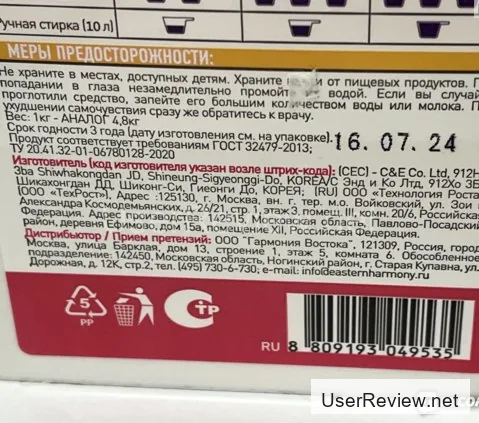 Ручная стирка (10 л)
МЕРЫ ПРЕДОСТОРОЖНОСТИ:
Не храните в местах, доступных детям. Храните от пищевых продуктов.
попадании в глаза незамедлительно промойте водой. Если вы случай
проглотили средство, запейте его большим количеством воды или молока. П
ухудшении самочувствия сразу же обратитесь к врачу.
Вес: 1кг - АНАЛОГ 4,8кг
Срок годности 3 года (дату изготовления см. на упаковке). 16. 07. 24
Продукт соответствует требованиям ГОСТ 32479-2013;
ТУ 20.41.32-01-06780128-2020
Изготовитель (код изготовителя указан возле штрих-кода): (CEC) - C&E Co. Ltd, 912H
3ба Shiwhakongdan JD, Shineung-Sigyeonggi-Do, KOREA/С Энд и Ко Лтд, 912хо 3Б
Шикахонгдан ДД, Шиконг-Си, Гиеонги До, КОРЕЯ; (RU) ООО «Технология Роста
(ООО «ТехРост»). Адрес: 125130, г. Москва, вн. г. тер. м.о. Войковский, ул. Зои
Александра Космодемьянских, д.26/21, стр. 1, этаж 3, помещ. III, комн. 20/6, Российская
Федерация. Адрес производства: 142515, Московская область, Павлово-Посадский
район, деревня Ефимово, дом 15а, помещение XII, Российская Федерация.
Дистрибьютор / Прием претензий: ООО "Гармония Востока", 121309, Россия, город
Москва, улица Барклая, дом 13, строение 1, этаж 5, комната 6. Обособленное
подразделение: 142450, Московская область, Ногинский район, г. Старая Купавна, ул.
Дорожная, д. 12К, стр.2, тел. (495) 730-6-730; e-mail: info@easternharmony.ru
5
PP
С ТР
RU 8 809193 049535
UserReview.net